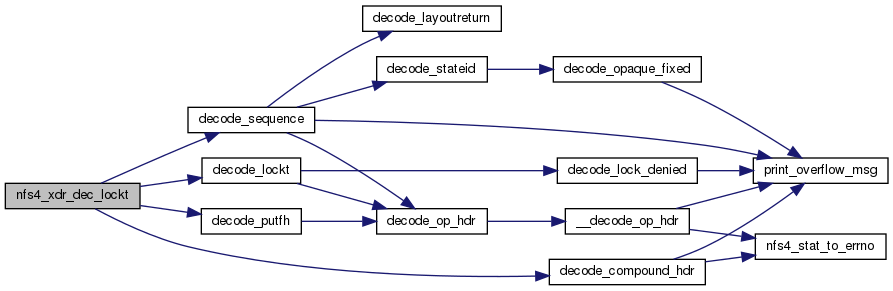 decode_layoutreturn
decode_stateid
decode_opaque_fixed
decode_sequence
decode_lockt
decode_lock_denied
print_overflow_msg
nfs4_xdr_dec_lockt
decode_putfh
decode_op_hdr
__decode_op_hdr
nfs4_stat_to_errno
decode_compound_hdr